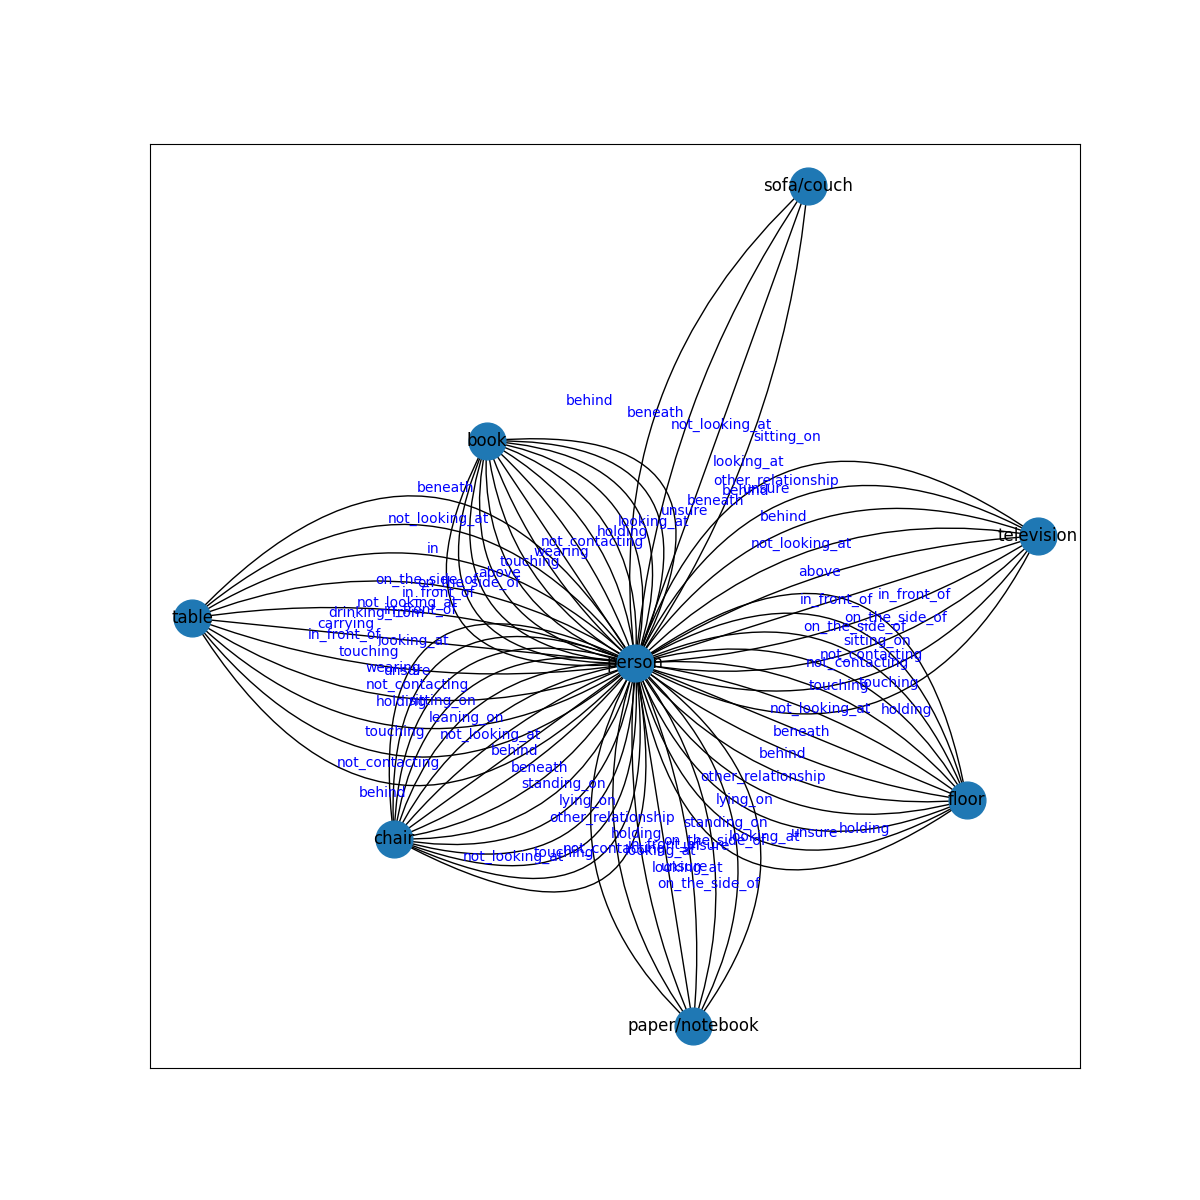 sofa/couch
behind
beneath
not_looking_at
sitting_on
book
looking_at
other_relationship
behind
unsure
beneath
beneath
unsure
behind
not_looking_at
looking_at
holding
television
not_contacting
not_looking_at
in
wearing
touching
above
above
on_the_side_of
on_the_side_of
in_front_of
in_front_of
in_front_of
not_looking_at
in_front_of
drinking_from
table
on_the_side_of
carrying
on_the_side_of
in_front_of
looking_at
sitting_on
touching
not_contacting
person
not_contacting
wearing
unsure
not_contacting
touching
touching
holding
sitting_on
leaning_on
not_looking_at
holding
touching
not_looking_at
beneath
behind
behind
not_contacting
beneath
other_relationship
standing_on
behind
lying_on
lying_on
floor
other_relationship
standing_on
holding
unsure
holding
looking_at
chair
on_the_side_of
in_front_of
unsure
not_contacting
looking_at
touching
not_looking_at
looking_at
unsure
on_the_side_of
paper/notebook